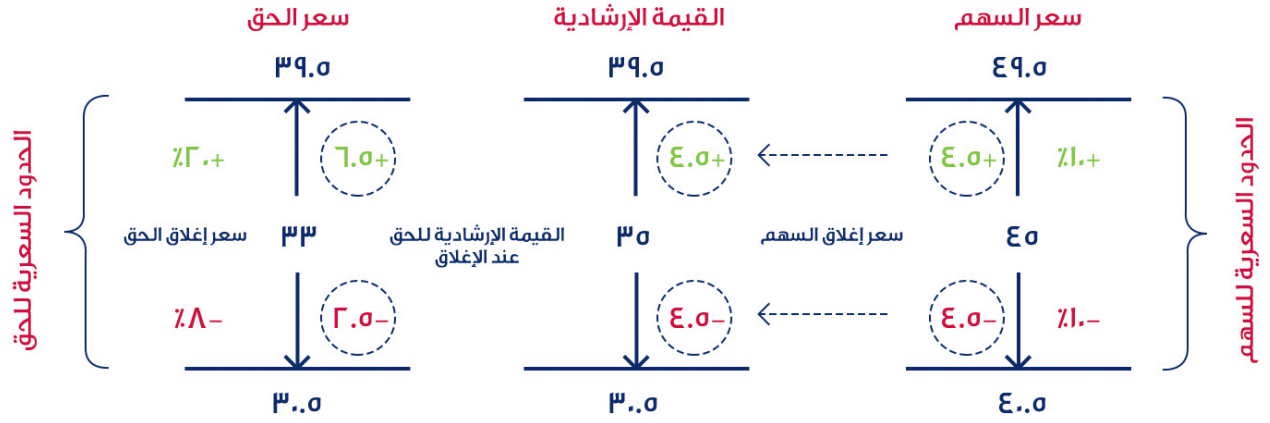 سعر السهم
القيمة الإرشادية
سعر الحق
٤٩.٥
٣٩.٥
٣٩.٥
الحدود السعرية للسهم
+١٠٪
+٤.٥
+٤.٥
+٦.٥
+٢٠٪
الحدود السعرية للحق
٤٥
سعر إغلاق السهم
٣٥
القيمة الإرشادية للحق
عند الإغلاق
٣٣
سعر إغلاق الحق
−١٠٪
−٤.٥
−٤.٥
−٢.٥
−٨٪
٤٠.٥
٣٠.٥
٣٠.٥